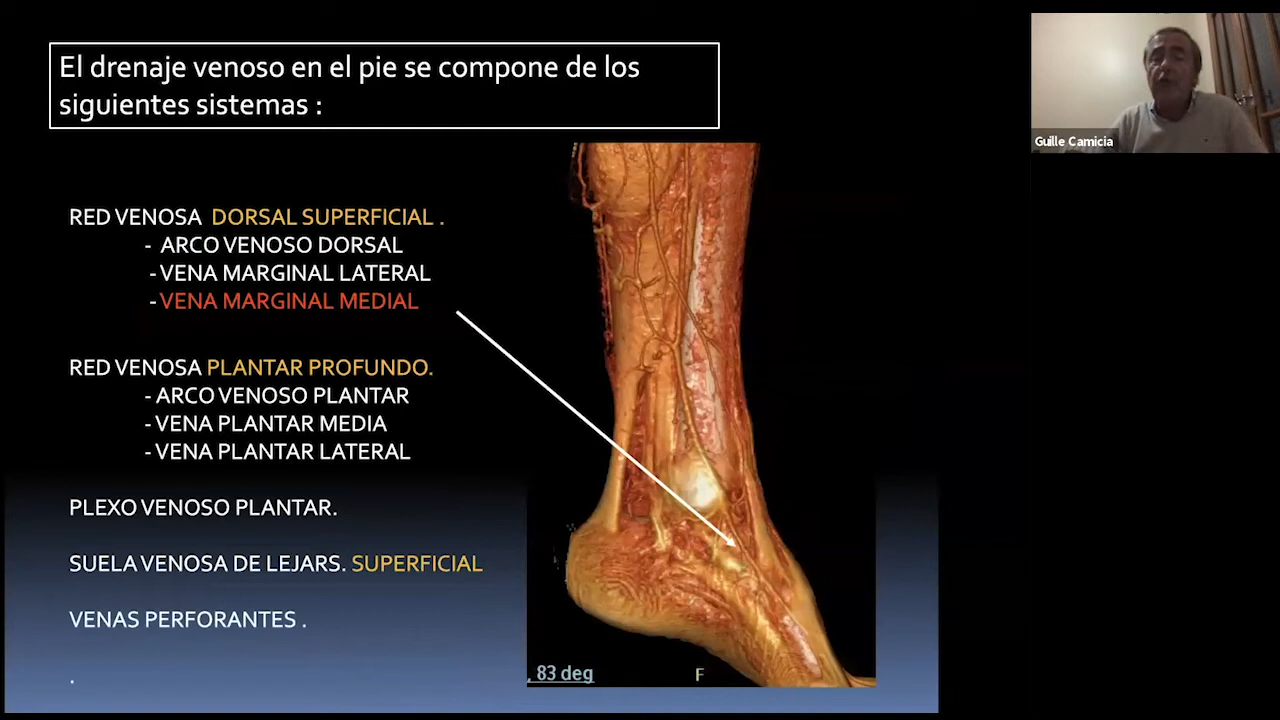 El drenaje venoso en el pie se compone de los
siguientes sistemas :
Guille Camicia
RED VENOSA DORSAL SUPERFICIAL .
- ARCO VENOSO DORSAL
- VENA MARGINAL LATERAL
- VENA MARGINAL MEDIAL
RED VENOSA PLANTAR PROFUNDO.
- ARCO VENOSO PLANTAR
- VENA PLANTAR MEDIA
- VENA PLANTAR LATERAL
PLEXO VENOSO PLANTAR.
SUELA VENOSA DE LEJARS. SUPERFICIAL
VENAS PERFORANTES .
.
, 83 deg
F